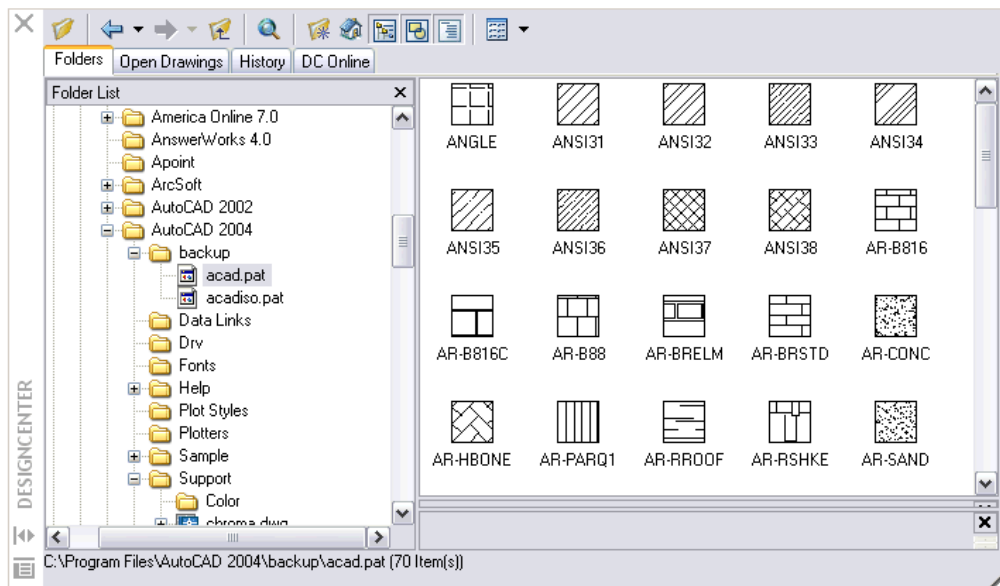 Folders
Open Drawings
History
DC Online
Folder List
America Online 7.0
AnswerWorks 4.0
Apoint
ArcSoft
AutoCAD 2002
AutoCAD 2004
backup
acad.pat
acadiso.pat
Data Links
Drv
Fonts
Help
Plot Styles
Plotters
Sample
Support
Color
chroma.dwg
ANGLE ANSI31 ANSI32 ANSI33 ANSI34
ANSI35 ANSI36 ANSI37 ANSI38 AR-B816
AR-B816C AR-B88 AR-BRELM AR-BRSTD AR-CONC
AR-HBONE AR-PARQ1 AR-RROOF AR-RSHKE AR-SAND
DESIGNCENTER
C:\Program Files\AutoCAD 2004\backup\acad.pat (70 Item(s))